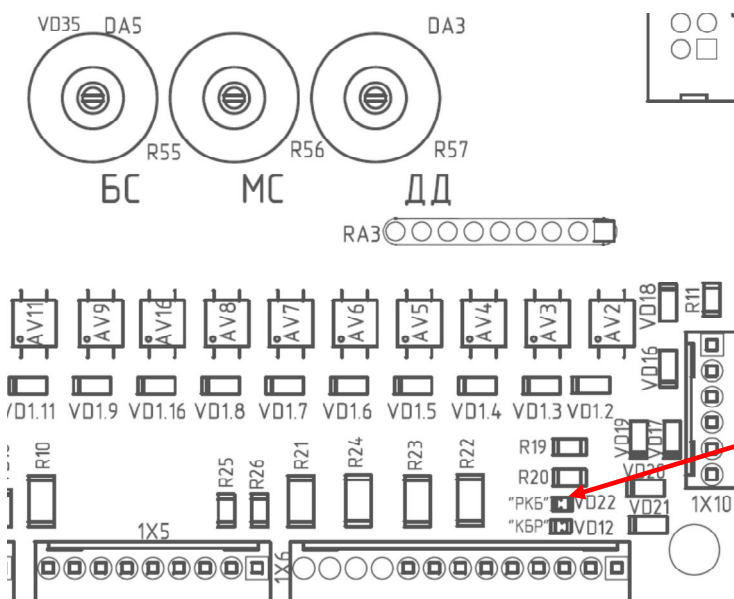 VD35 DA5 DA3
R55 R56 R57
БС МС ДД
RA3
AV11 AV9 AV16 AV8 AV7 AV6 AV5 AV4 AV3 AV2 VD18 R11
VD16
VD1.11 VD1.9 VD1.16 VD1.8 VD1.7 VD1.6 VD1.5 VD1.4 VD1.3 VD1.2
R10 R25 R26 R21 R24 R23 R22 R19 VD19 VD17
R20 VD20
"РКБ" VD22 VD21 1X10
"КБР" VD12
1X5 1X6